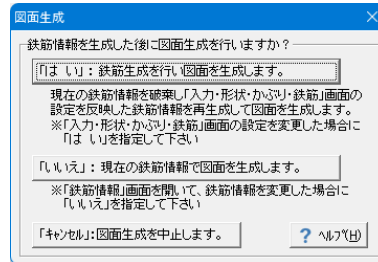 図面生成
鉄筋情報を生成した後に図面生成を行いますか？
「は い」：鉄筋生成を行い図面を生成します。
現在の鉄筋情報を破棄し「入力・形状・かぶり・鉄筋」画面の
設定を反映した鉄筋情報を再生成して図面を生成します。
※「入力・形状・かぶり・鉄筋」画面の設定を変更した場合に
「は い」を指定して下さい
「いいえ」：現在の鉄筋情報で図面を生成します。
※「鉄筋情報」画面を開いて、鉄筋情報を変更した場合に
「いいえ」を指定して下さい
「キャンセル」：図面生成を中止します。
? ヘルプ(H)